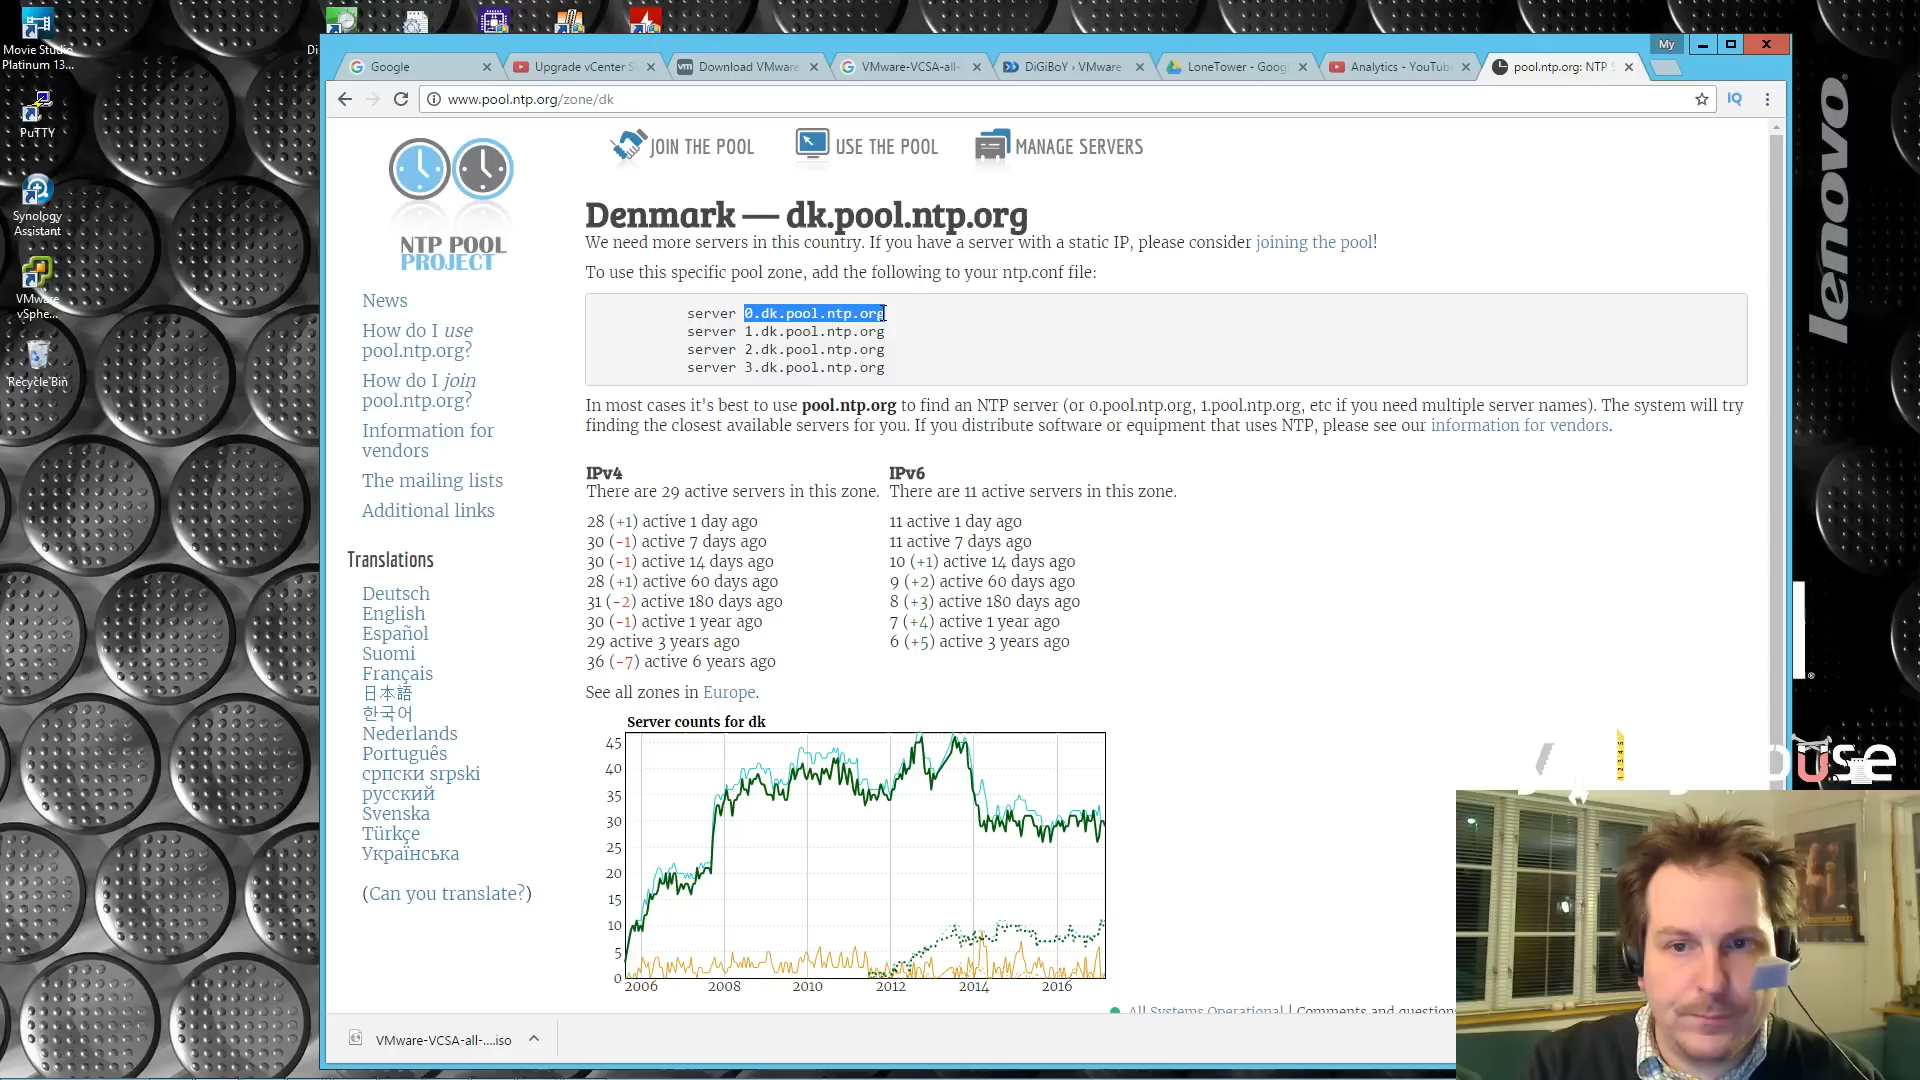 Movie Studio
Platinum 13...
PuTTY
Synology
Assistant
VMware
vSphe...
Recycle Bin
Di
My
Google
Upgrade vCenter S
Download VMware
VMware-VCSA-all-
DiGiBoY › VMware
LoneTower - Goog
Analytics - YouTub
pool.ntp.org: NTP
www.pool.ntp.org/zone/dk
IQ
JOIN THE POOL
USE THE POOL
MANAGE SERVERS
NTP POOL
PROJECT
News
How do I use
pool.ntp.org?
How do I join
pool.ntp.org?
Information for
vendors
The mailing lists
Additional links
Translations
Deutsch
English
Español
Suomi
Français
日本語
한국어
Nederlands
Português
српски srpski
русский
Svenska
Türkçe
Українська
(Can you translate?)
Denmark — dk.pool.ntp.org
We need more servers in this country. If you have a server with a static IP, please consider joining the pool!
To use this specific pool zone, add the following to your ntp.conf file:
server 0.dk.pool.ntp.org
server 1.dk.pool.ntp.org
server 2.dk.pool.ntp.org
server 3.dk.pool.ntp.org
In most cases it's best to use pool.ntp.org to find an NTP server (or 0.pool.ntp.org, 1.pool.ntp.org, etc if you need multiple server names). The system will try
finding the closest available servers for you. If you distribute software or equipment that uses NTP, please see our information for vendors.
IPv4
There are 29 active servers in this zone.
28 (+1) active 1 day ago
30 (-1) active 7 days ago
30 (-1) active 14 days ago
28 (+1) active 60 days ago
31 (-2) active 180 days ago
30 (-1) active 1 year ago
29 active 3 years ago
36 (-7) active 6 years ago
IPv6
There are 11 active servers in this zone.
11 active 1 day ago
11 active 7 days ago
10 (+1) active 14 days ago
9 (+2) active 60 days ago
8 (+3) active 180 days ago
7 (+4) active 1 year ago
6 (+5) active 3 years ago
See all zones in Europe.
Server counts for dk
45
40
35
30
25
20
15
10
5
0
2006 2008 2010 2012 2014 2016
All Systems Operational | Comments and question
VMware-VCSA-all-....iso
lenovo